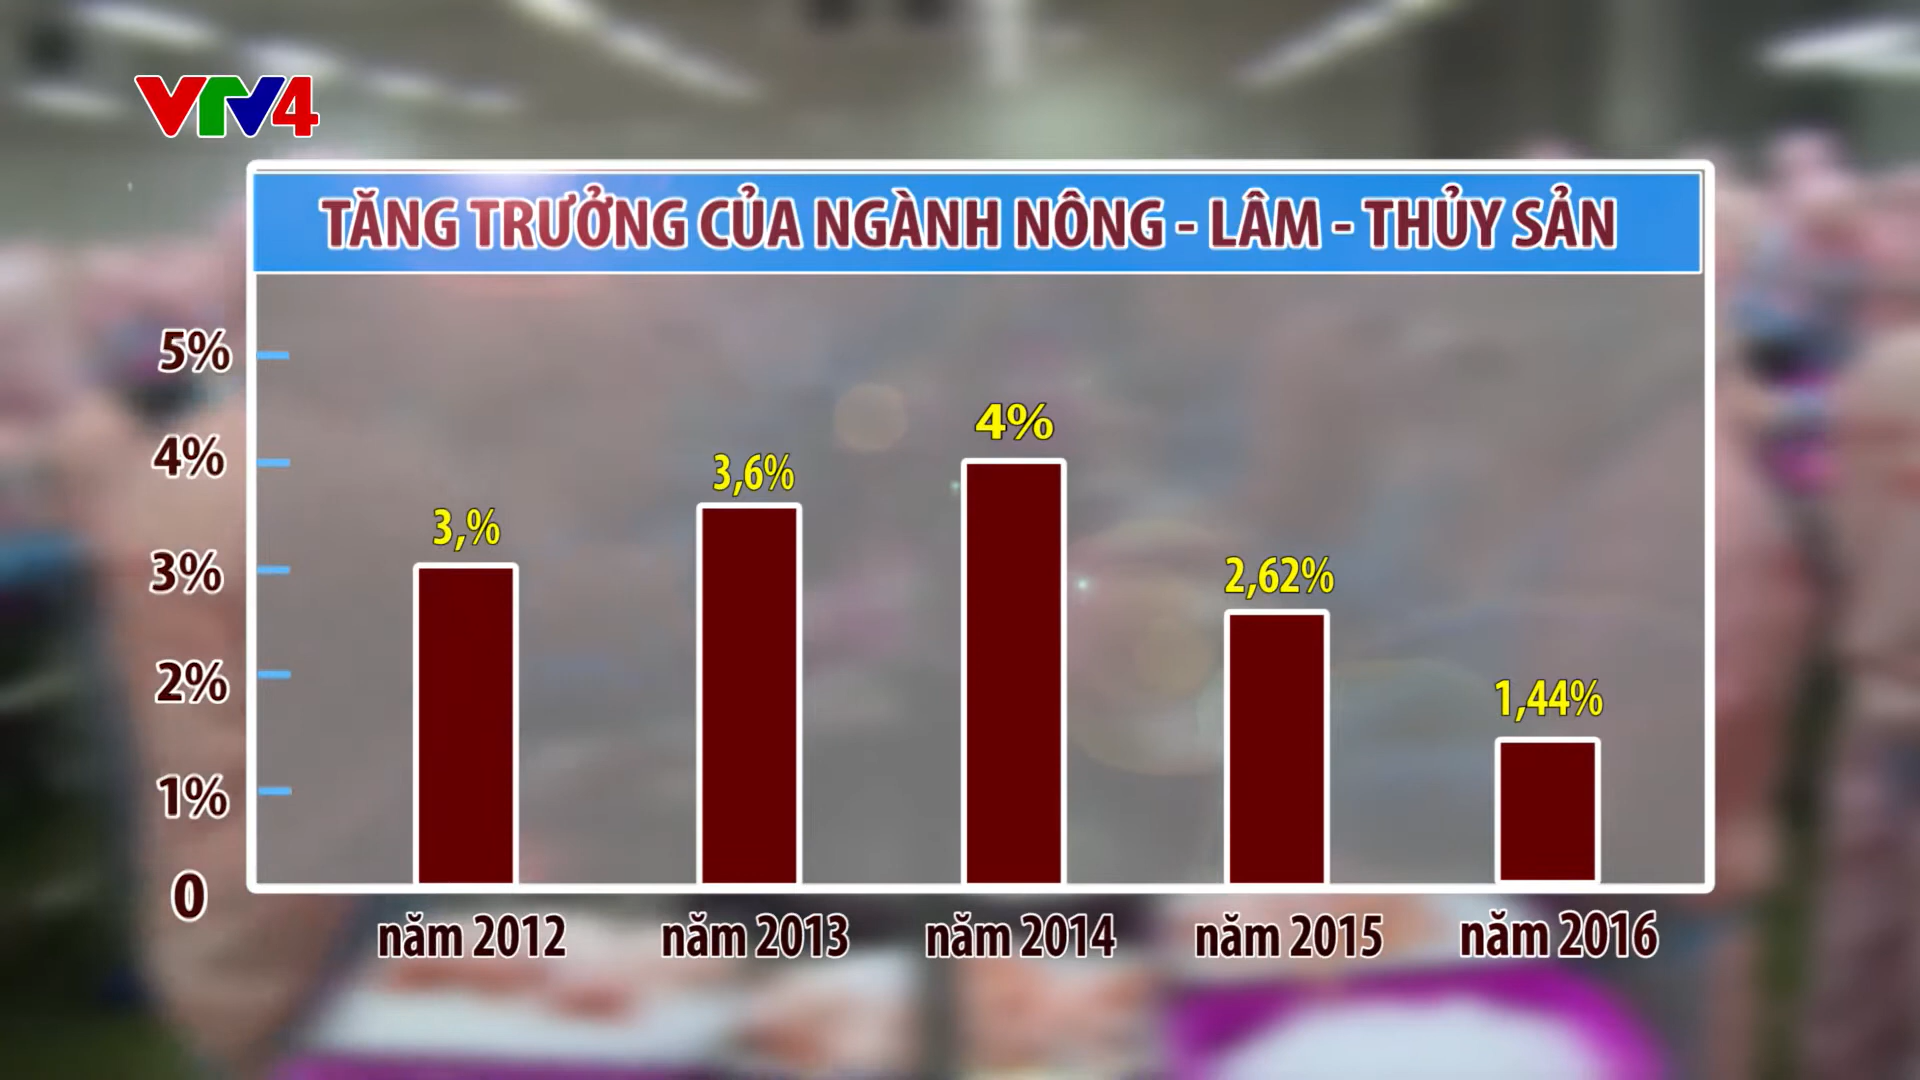 VTV4
TĂNG TRƯỞNG CỦA NGÀNH NÔNG - LÂM - THỦY SẢN
5%
4%
3%
2%
1%
0
3,%
3,6%
4%
2,62%
1,44%
năm 2012
năm 2013
năm 2014
năm 2015
năm 2016